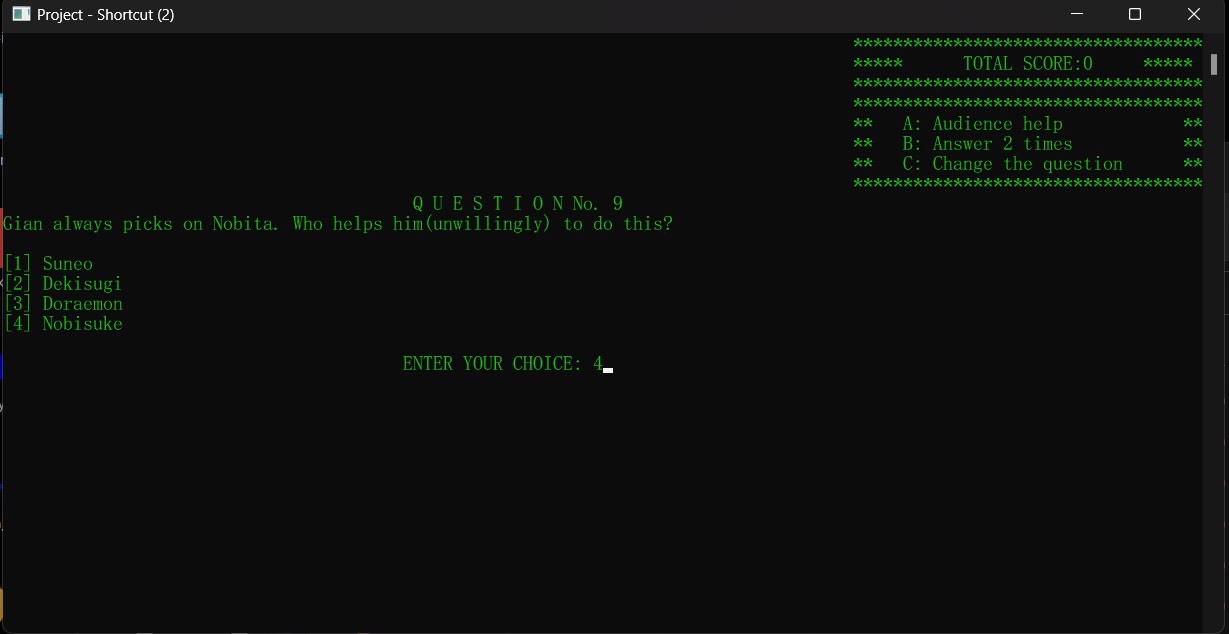 Project - Shortcut (2)
***********************************
***** TOTAL SCORE:0 *****
***********************************
***********************************
** A: Audience help **
** B: Answer 2 times **
** C: Change the question **
***********************************
Q U E S T I O N No. 9
Gian always picks on Nobita. Who helps him(unwillingly) to do this?
[1] Suneo
[2] Dekisugi
[3] Doraemon
[4] Nobisuke
ENTER YOUR CHOICE: 4